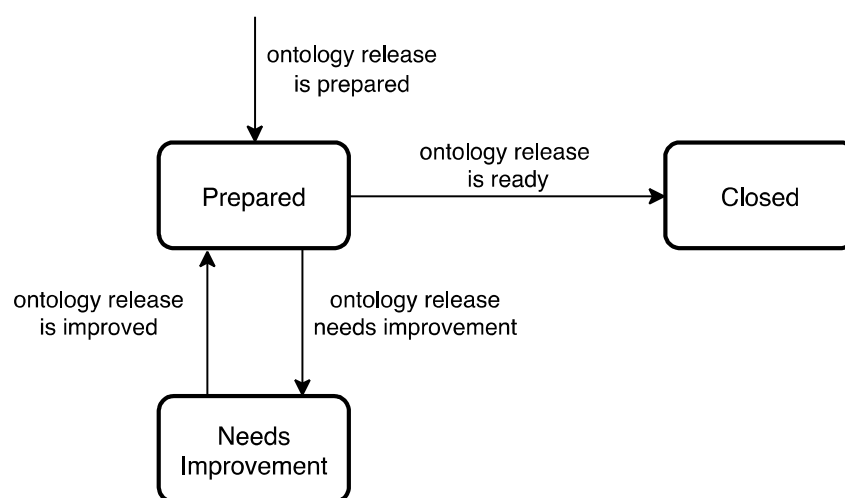 ontology release
is prepared
Prepared
ontology release
is ready
Closed
ontology release
is improved
ontology release
needs improvement
Needs
Improvement